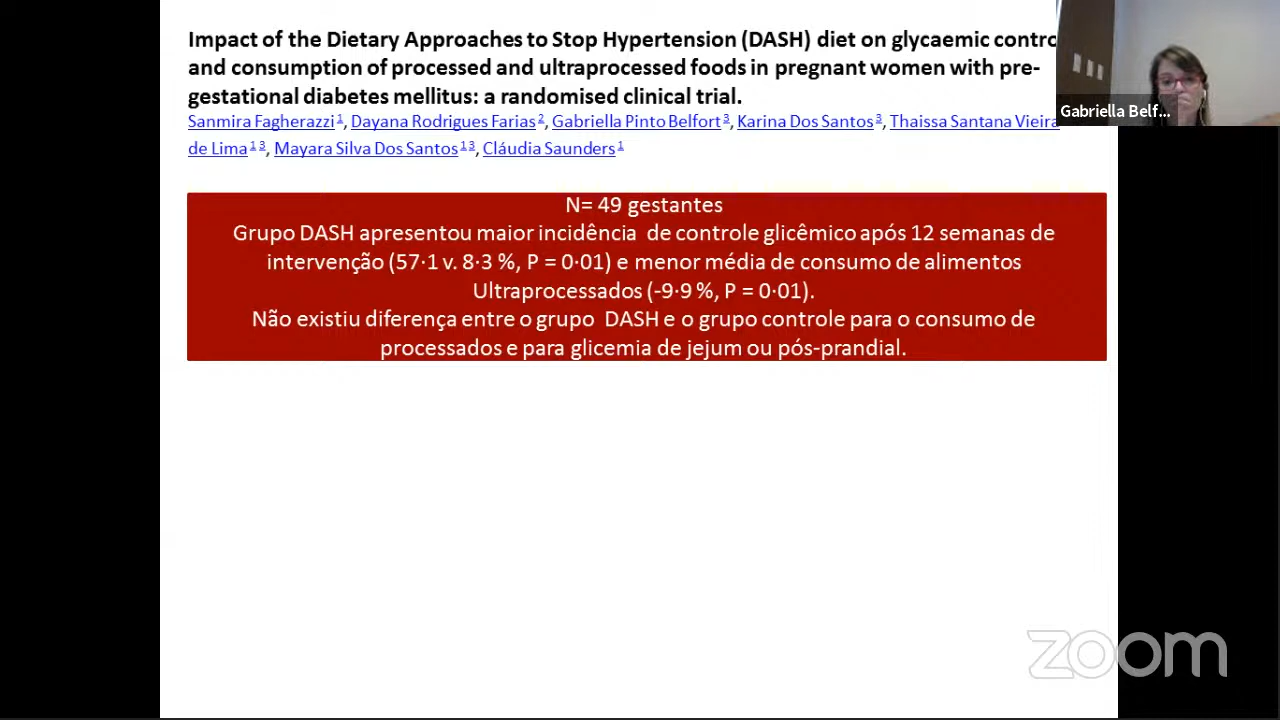 Impact of the Dietary Approaches to Stop Hypertension (DASH) diet on glycaemic contro
and consumption of processed and ultraprocessed foods in pregnant women with pre-
gestational diabetes mellitus: a randomised clinical trial.
Sanmira Fagherazzi 1, Dayana Rodrigues Farias 2, Gabriella Pinto Belfort 3, Karina Dos Santos 3, Thaissa Santana Vieira
de Lima 1 3, Mayara Silva Dos Santos 1 3, Cláudia Saunders 1
Gabriella Belf...
N= 49 gestantes
Grupo DASH apresentou maior incidência de controle glicêmico após 12 semanas de
intervenção (57·1 v. 8·3 %, P = 0·01) e menor média de consumo de alimentos
Ultraprocessados (-9·9 %, P = 0·01).
Não existiu diferença entre o grupo DASH e o grupo controle para o consumo de
processados e para glicemia de jejum ou pós-prandial.
zoom